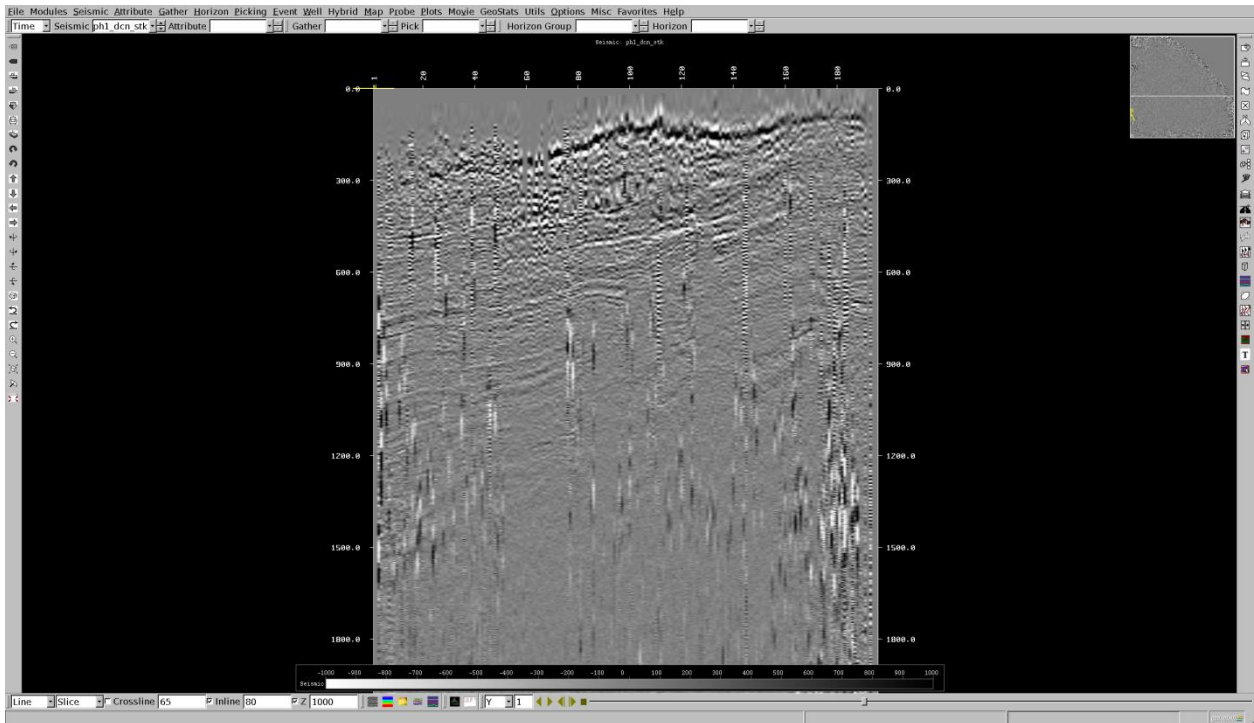 File Modules Seismic Attribute Gather Horizon Picking Event Well Hybrid Map Probe Plots Movie GeoStats Utils Options Misc Favorites Help
Time Seismic ph1_dcn_stk Attribute Gather Pick Horizon Group Horizon
Seismic: ph1_dcn_stk
1 20 40 60 80 100 120 140 160 180
0.0 0.0
300.0 300.0
600.0 600.0
900.0 900.0
1200.0 1200.0
1500.0 1500.0
1800.0 1800.0
-1000 -900 -800 -700 -600 -500 -400 -300 -200 -100 0 100 200 300 400 500 600 700 800 900 1000
Seismic
Line Slice Crossline 65 Inline 80 Z 1000 Y 1